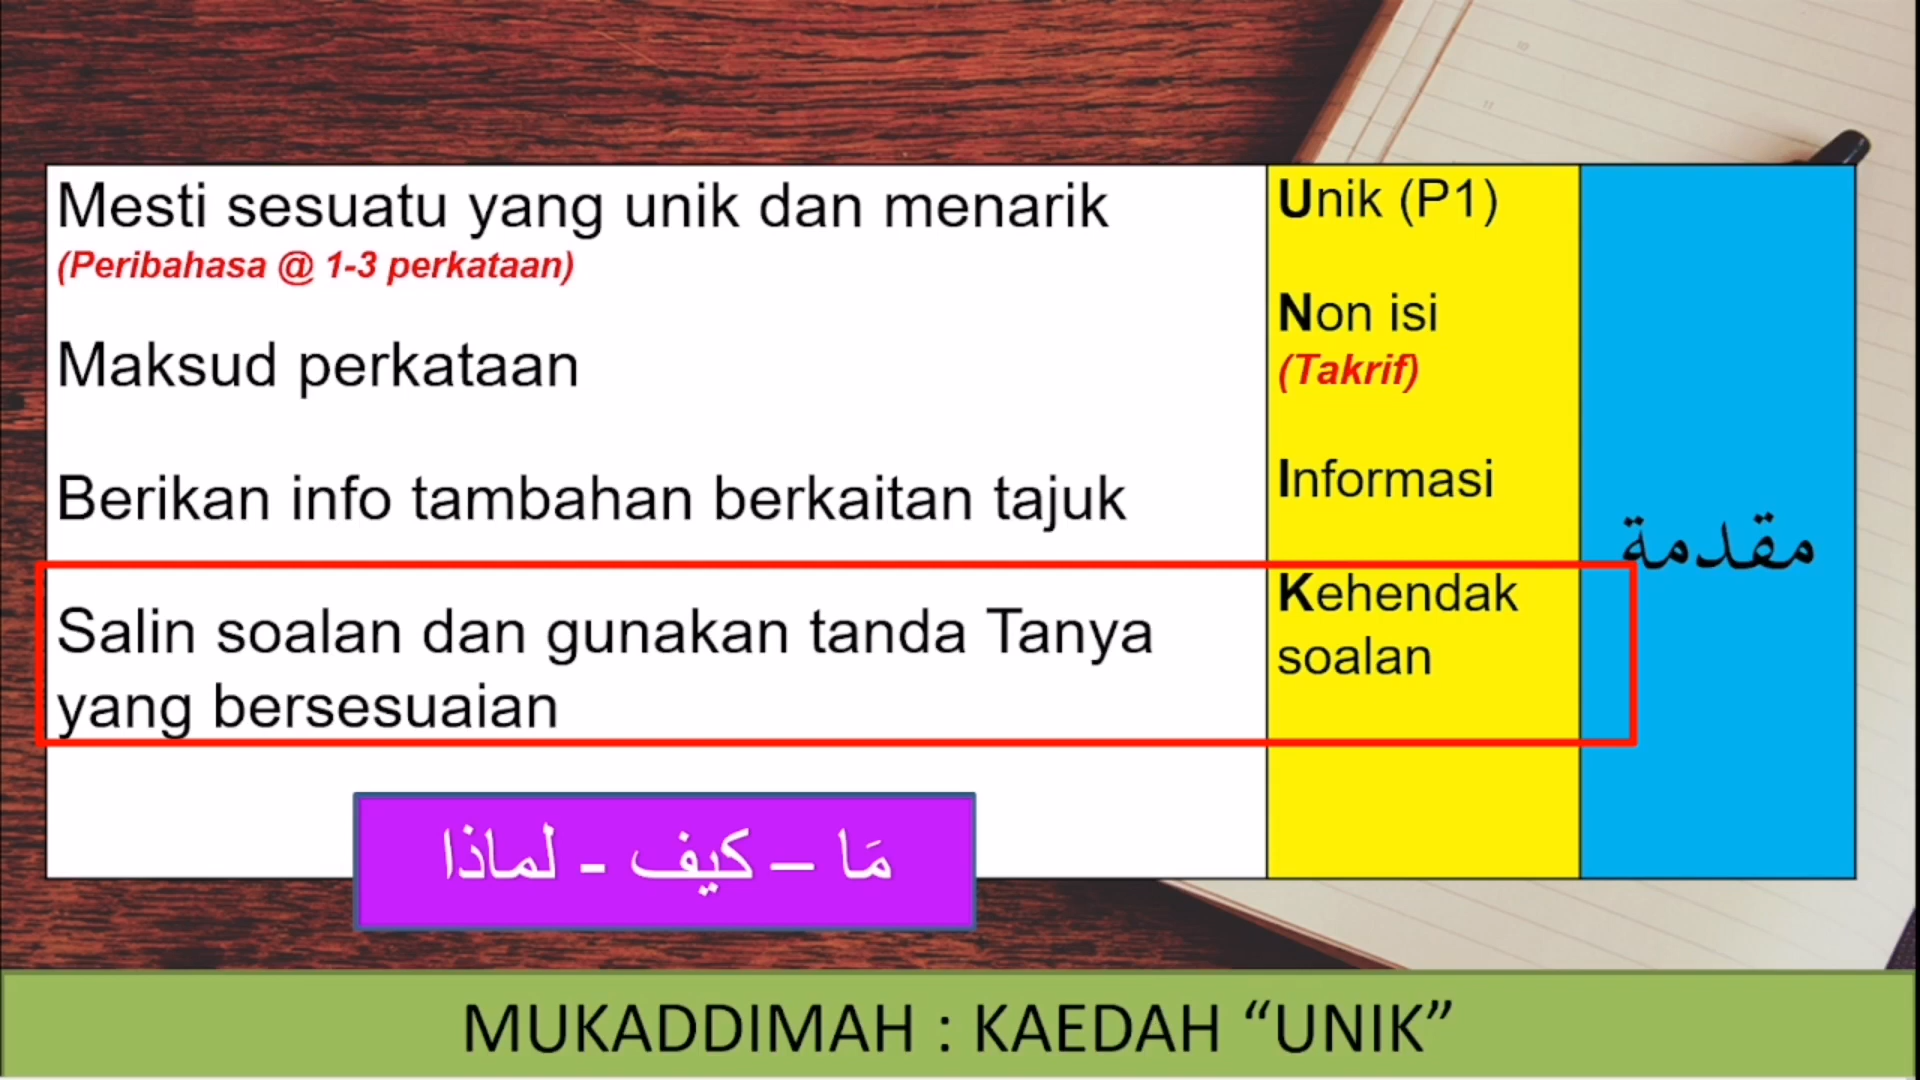 Mesti sesuatu yang unik dan menarik
(Peribahasa @ 1-3 perkataan)
Maksud perkataan
Berikan info tambahan berkaitan tajuk
Salin soalan dan gunakan tanda Tanya
yang bersesuaian
Unik (P1)
Non isi
(Takrif)
Informasi
Kehendak
soalan
مقدمة
مَا – كيف - لماذا
MUKADDIMAH : KAEDAH “UNIK”